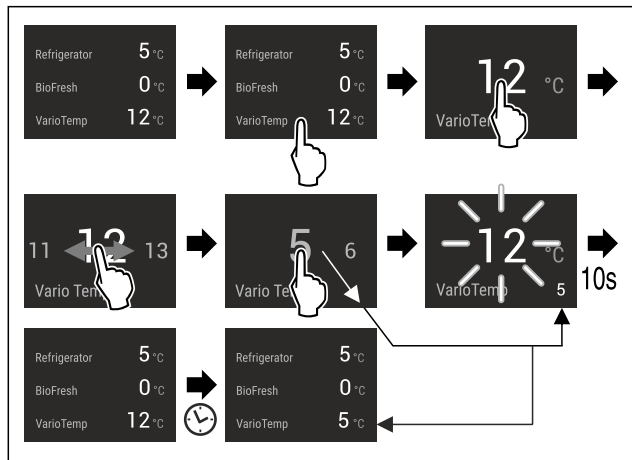 Refrigerator 5 °C
BioFresh 0 °C
VarioTemp 12 °C
Refrigerator 5 °C
BioFresh 0 °C
VarioTemp 12 °C
12 °C
11 12 13
Vario Temp
5 6
12 °C
VarioTemp 5
10s
Refrigerator 5 °C
BioFresh 0 °C
VarioTemp 12 °C
Refrigerator 5 °C
BioFresh 0 °C
VarioTemp 5 °C